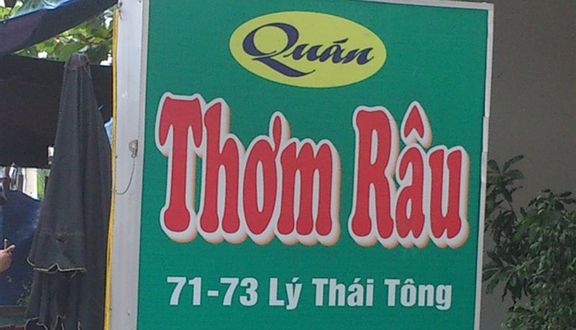 Quán
Thơm Râu
71-73 Lý Thái Tông